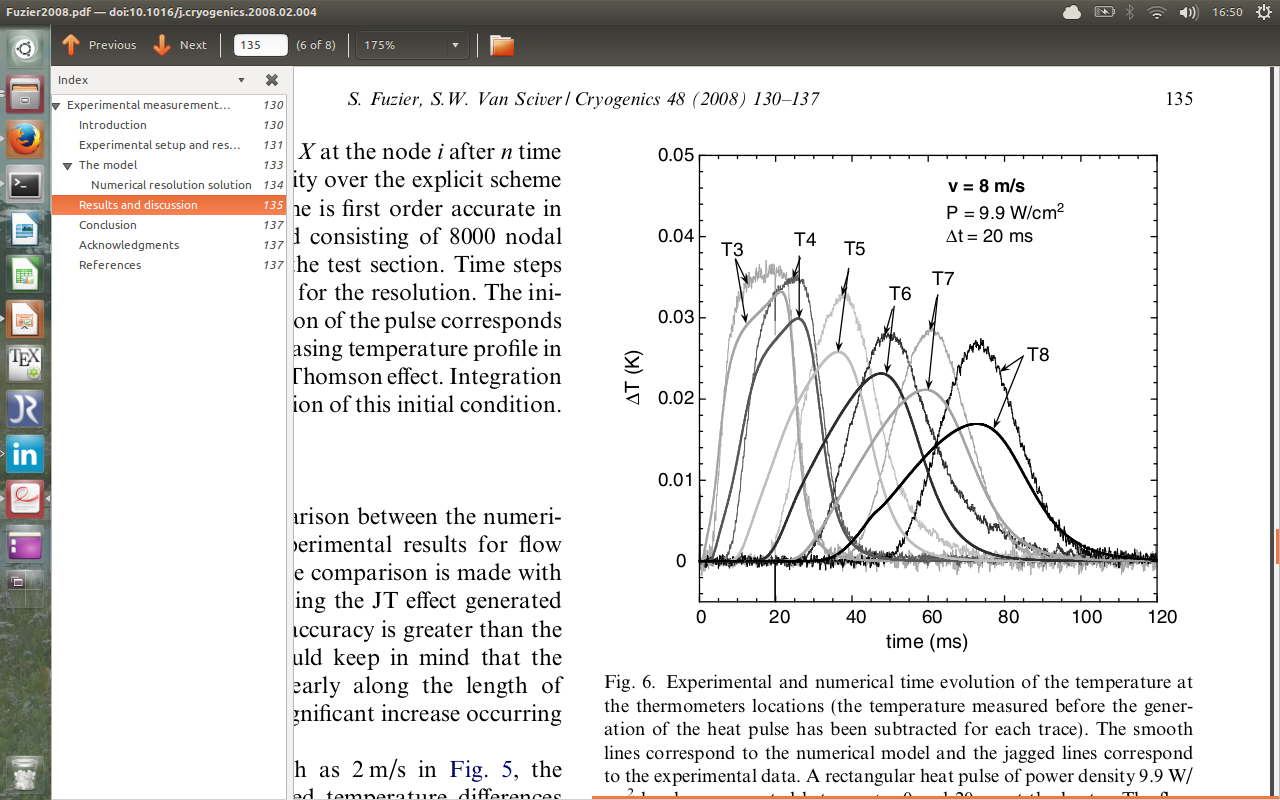 Fuzier2008.pdf — doi:10.1016/j.cryogenics.2008.02.004
16:50
Previous
Next
135
(6 of 8)
175%
Index
Experimental measurement… 130
Introduction 130
Experimental setup and res… 131
The model 133
Numerical resolution solution 134
Results and discussion 135
Conclusion 137
Acknowledgments 137
References 137
S. Fuzier, S.W. Van Sciver / Cryogenics 48 (2008) 130–137
135
X at the node i after n time
ity over the explicit scheme
ne is first order accurate in
d consisting of 8000 nodal
the test section. Time steps
for the resolution. The ini-
on of the pulse corresponds
asing temperature profile in
Thomson effect. Integration
ion of this initial condition.
arison between the numeri-
perimental results for flow
e comparison is made with
ing the JT effect generated
accuracy is greater than the
uld keep in mind that the
early along the length of
gnificant increase occurring
h as 2 m/s in Fig. 5, the
ed temperature differences
0.05
0.04
0.03
0.02
0.01
0
ΔT (K)
v = 8 m/s
P = 9.9 W/cm2
Δt = 20 ms
T3
T4
T5
T6
T7
T8
0 20 40 60 80 100 120
time (ms)
Fig. 6. Experimental and numerical time evolution of the temperature at
the thermometers locations (the temperature measured before the gener-
ation of the heat pulse has been subtracted for each trace). The smooth
lines correspond to the numerical model and the jagged lines correspond
to the experimental data. A rectangular heat pulse of power density 9.9 W/
TEX
JR
in